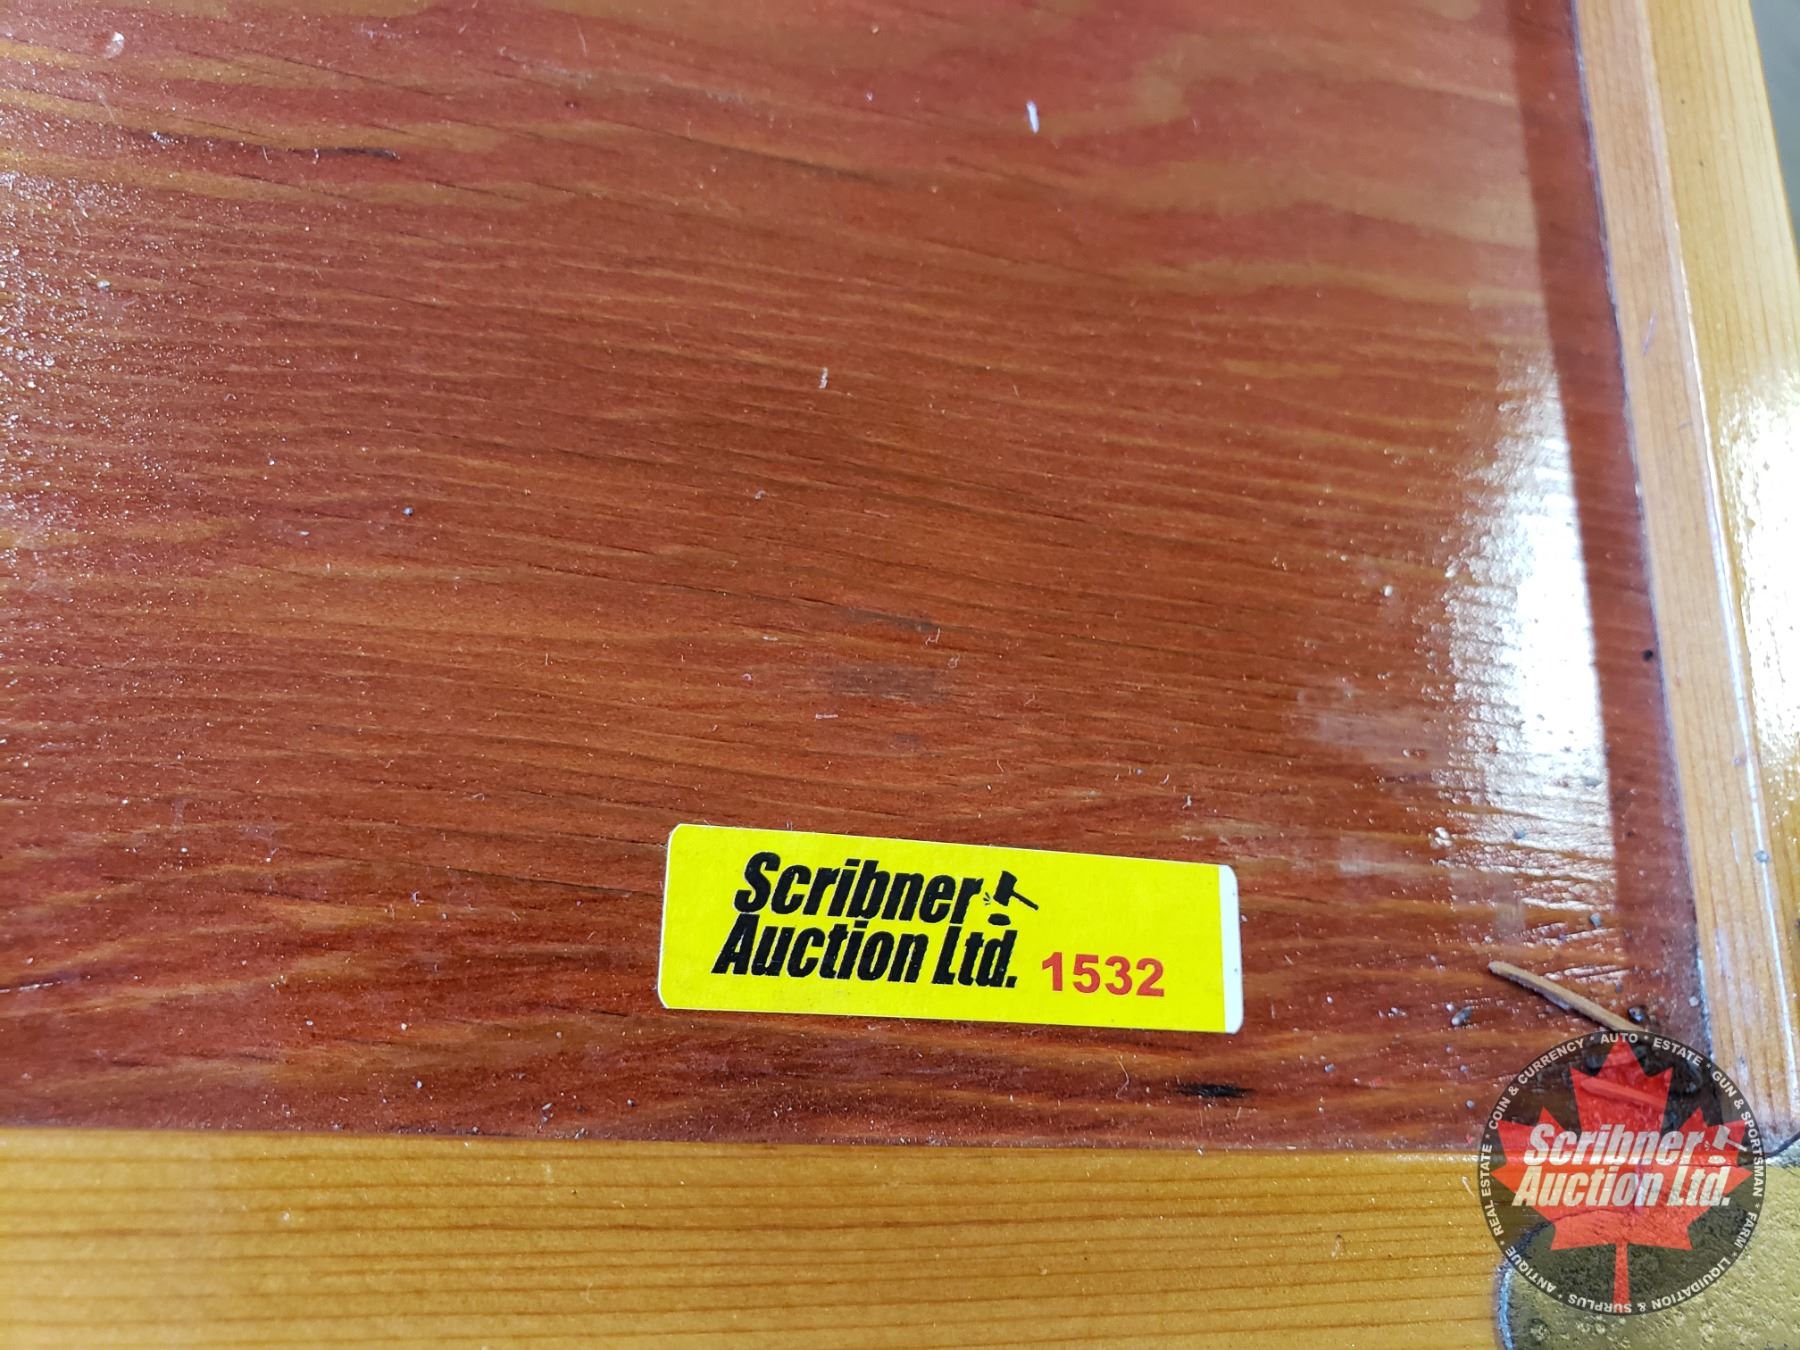 Scribner
Auction Ltd. 1532
REAL ESTATE • COIN & CURRENCY • AUTO • ESTATE • GUN & SPORTSMAN • FARM • LIQUIDATION & SURPLUS • ANTIQUE •
Scribner
Auction Ltd.